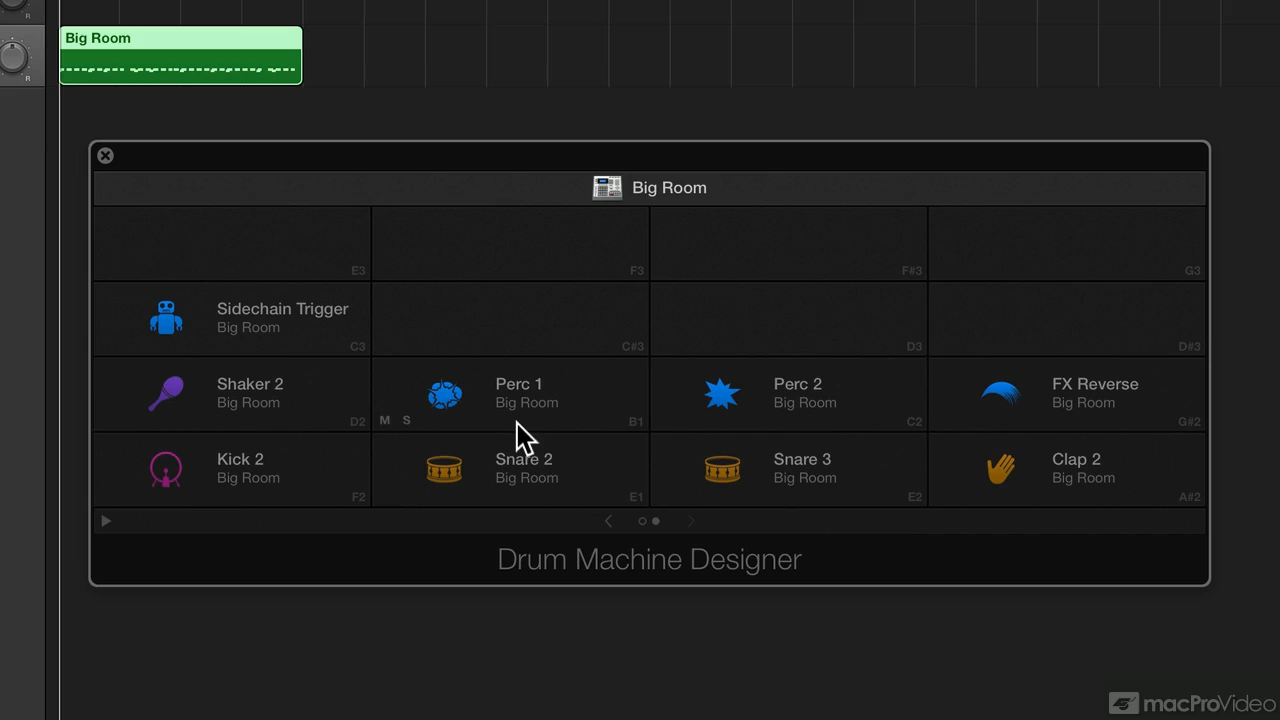 R
Big Room
R
Big Room
E3
F3
F#3
G3
Sidechain Trigger
Big Room
C3
C#3
D3
D#3
Shaker 2
Big Room
D2
Perc 1
Big Room
M S
B1
Perc 2
Big Room
C2
FX Reverse
Big Room
G#2
Kick 2
Big Room
F2
Snare 2
Big Room
E1
Snare 3
Big Room
E2
Clap 2
Big Room
A#2
Drum Machine Designer
macProVideo